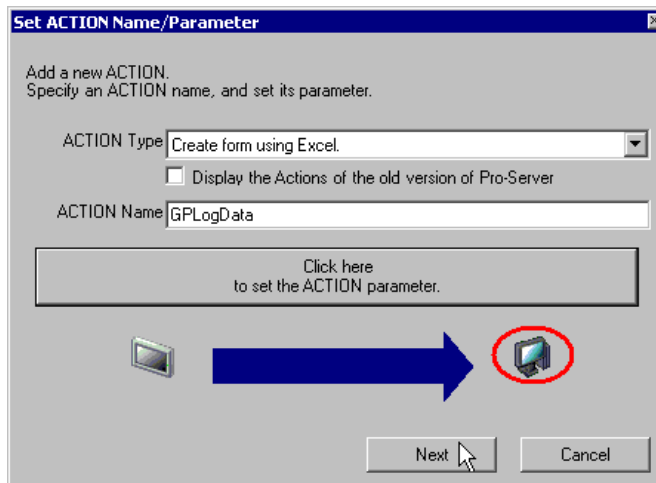 Set ACTION Name/Parameter
Add a new ACTION.
Specify an ACTION name, and set its parameter.
ACTION Type Create form using Excel.
Display the Actions of the old version of Pro-Server
ACTION Name GPLogData
Click here
to set the ACTION parameter.
Next Cancel